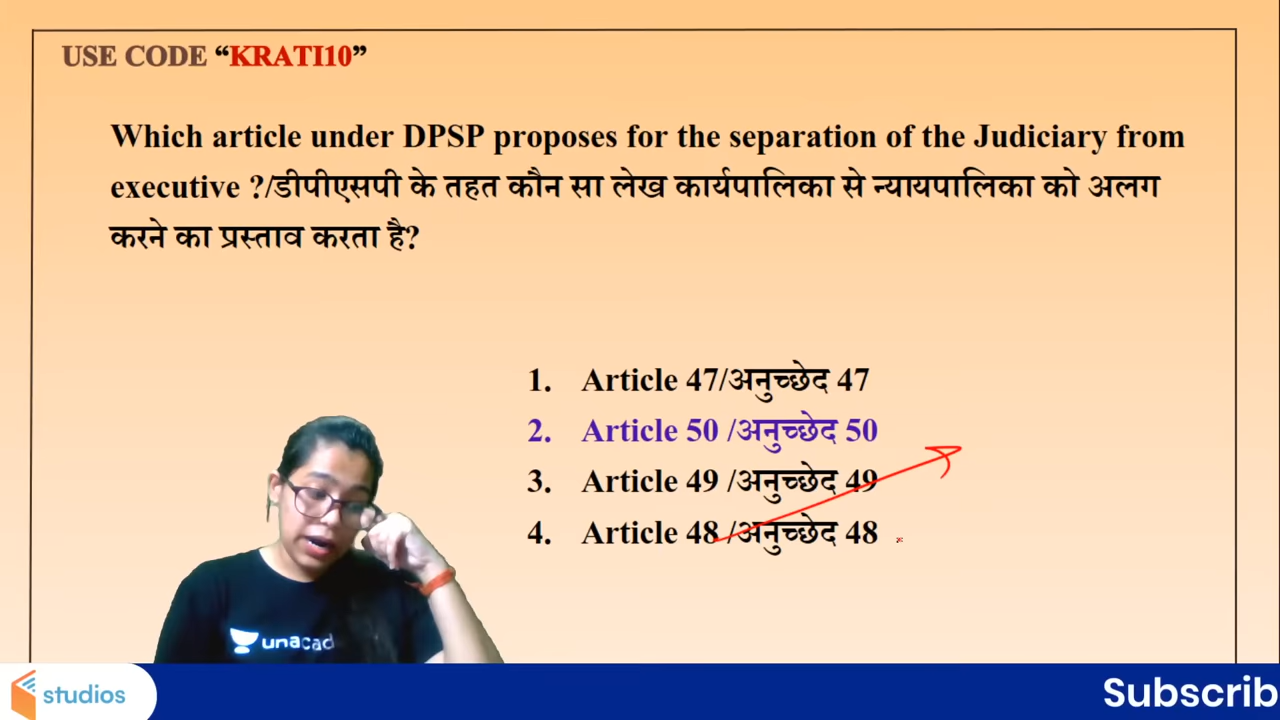 USE CODE “KRATI10”
Which article under DPSP proposes for the separation of the Judiciary from
executive ?/डीपीएसपी के तहत कौन सा लेख कार्यपालिका से न्यायपालिका को अलग
करने का प्रस्ताव करता है?
1. Article 47/अनुच्छेद 47
2. Article 50 /अनुच्छेद 50
3. Article 49 /अनुच्छेद 49
4. Article 48 /अनुच्छेद 48
unacad
studios
Subscrib